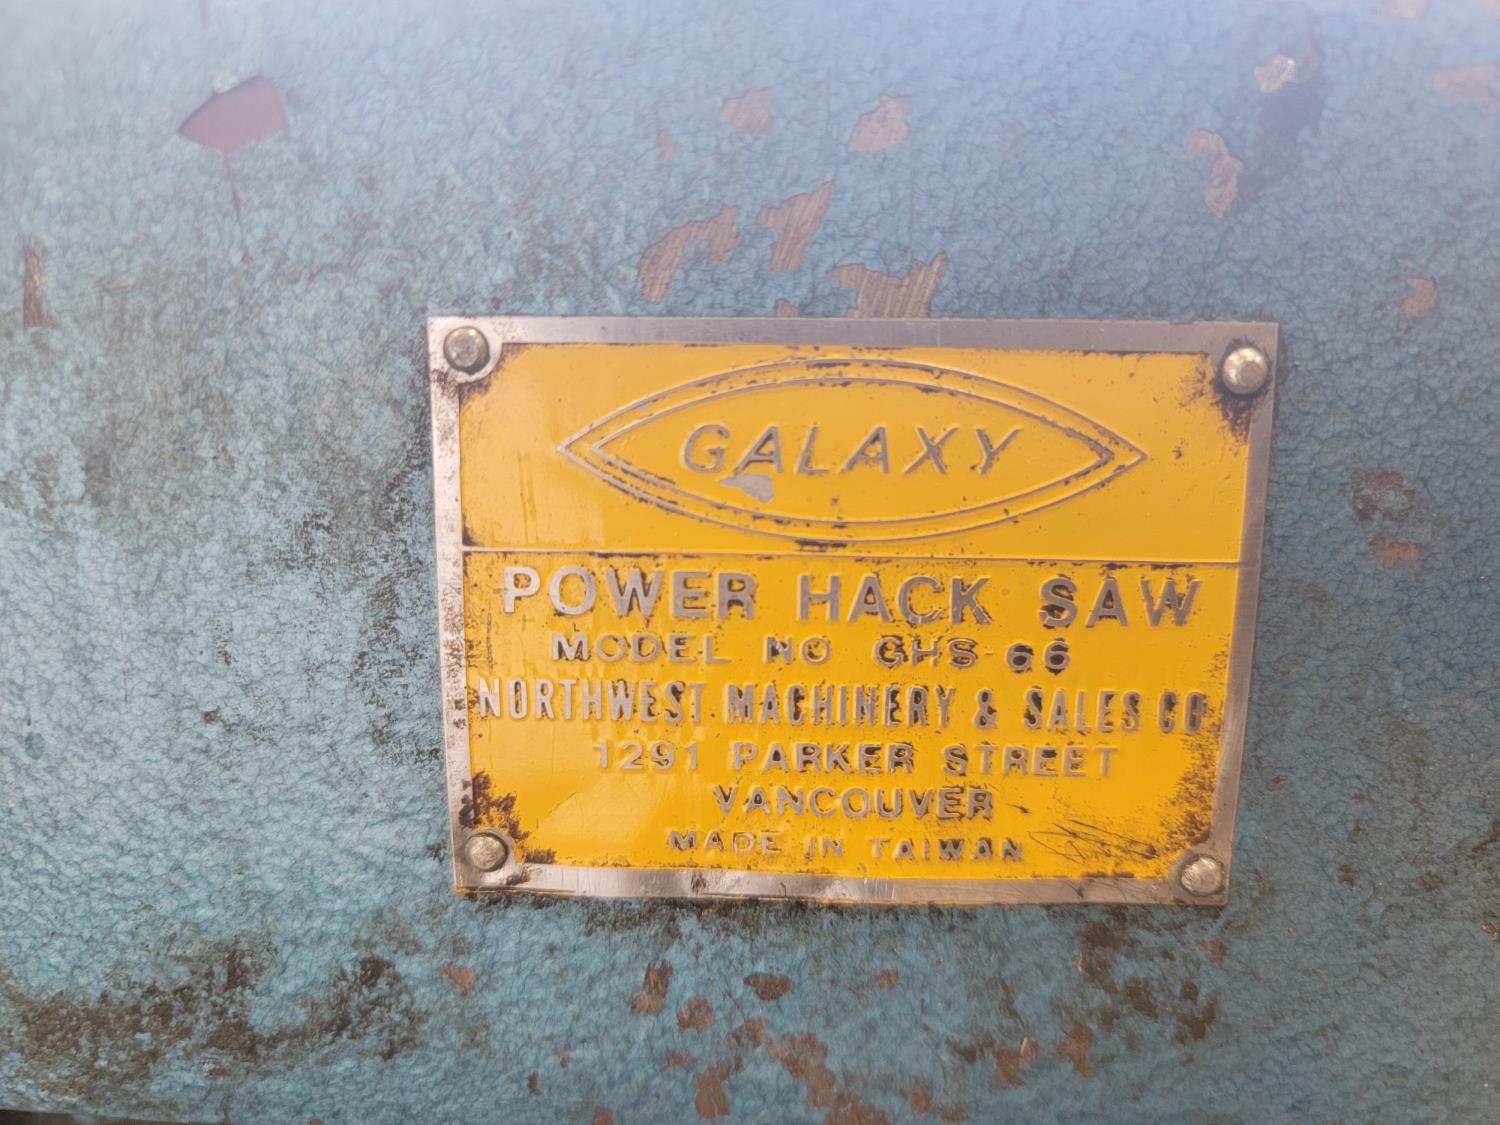 GALAXY
POWER HACK SAW
MODEL NO GHS-66
NORTHWEST MACHINERY & SALES CO
1291 PARKER STREET
VANCOUVER
MADE IN TAIWAN